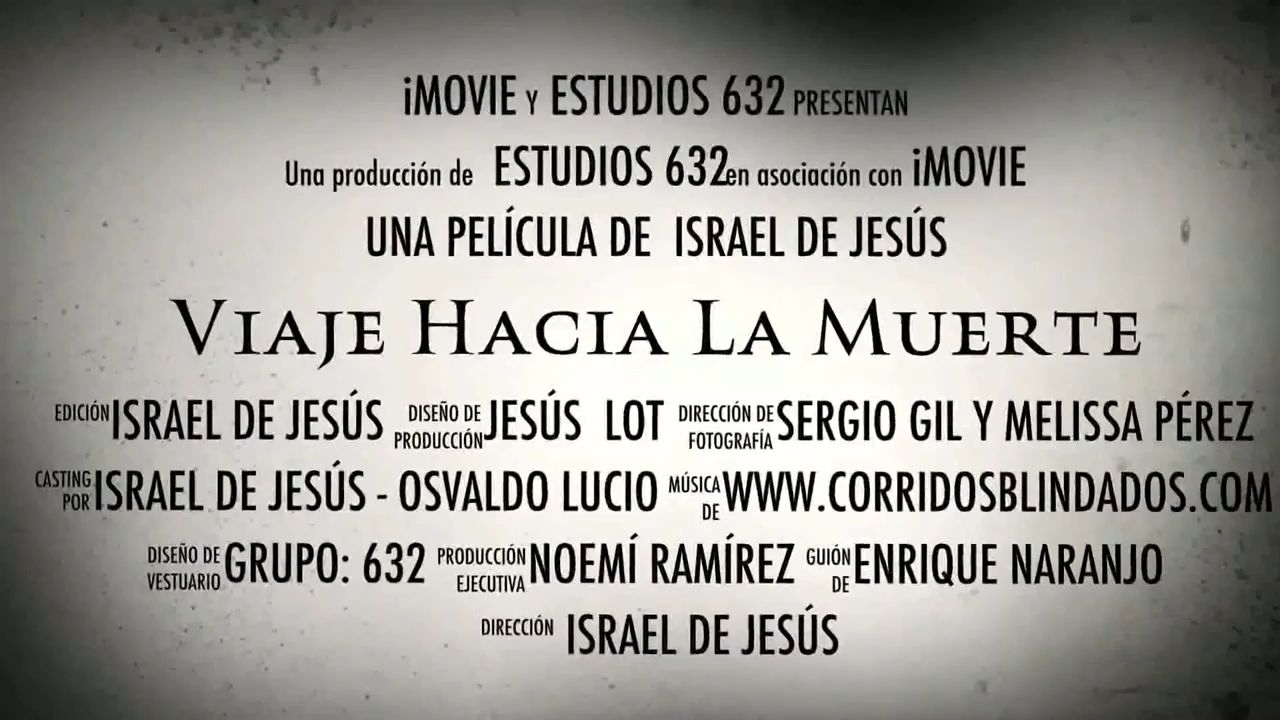 iMOVIE Y ESTUDIOS 632 PRESENTAN
Una producción de ESTUDIOS 632 en asociación con iMOVIE
UNA PELÍCULA DE ISRAEL DE JESÚS
VIAJE HACIA LA MUERTE
EDICIÓN ISRAEL DE JESÚS DISEÑO DE PRODUCCIÓN JESÚS LOT DIRECCIÓN DE FOTOGRAFÍA SERGIO GIL Y MELISSA PÉREZ
CASTING POR ISRAEL DE JESÚS - OSVALDO LUCIO MÚSICA DE WWW.CORRIDOSBLINDADOS.COM
DISEÑO DE VESTUARIO GRUPO: 632 PRODUCCIÓN EJECUTIVA NOEMÍ RAMÍREZ GUIÓN DE ENRIQUE NARANJO
DIRECCIÓN ISRAEL DE JESÚS